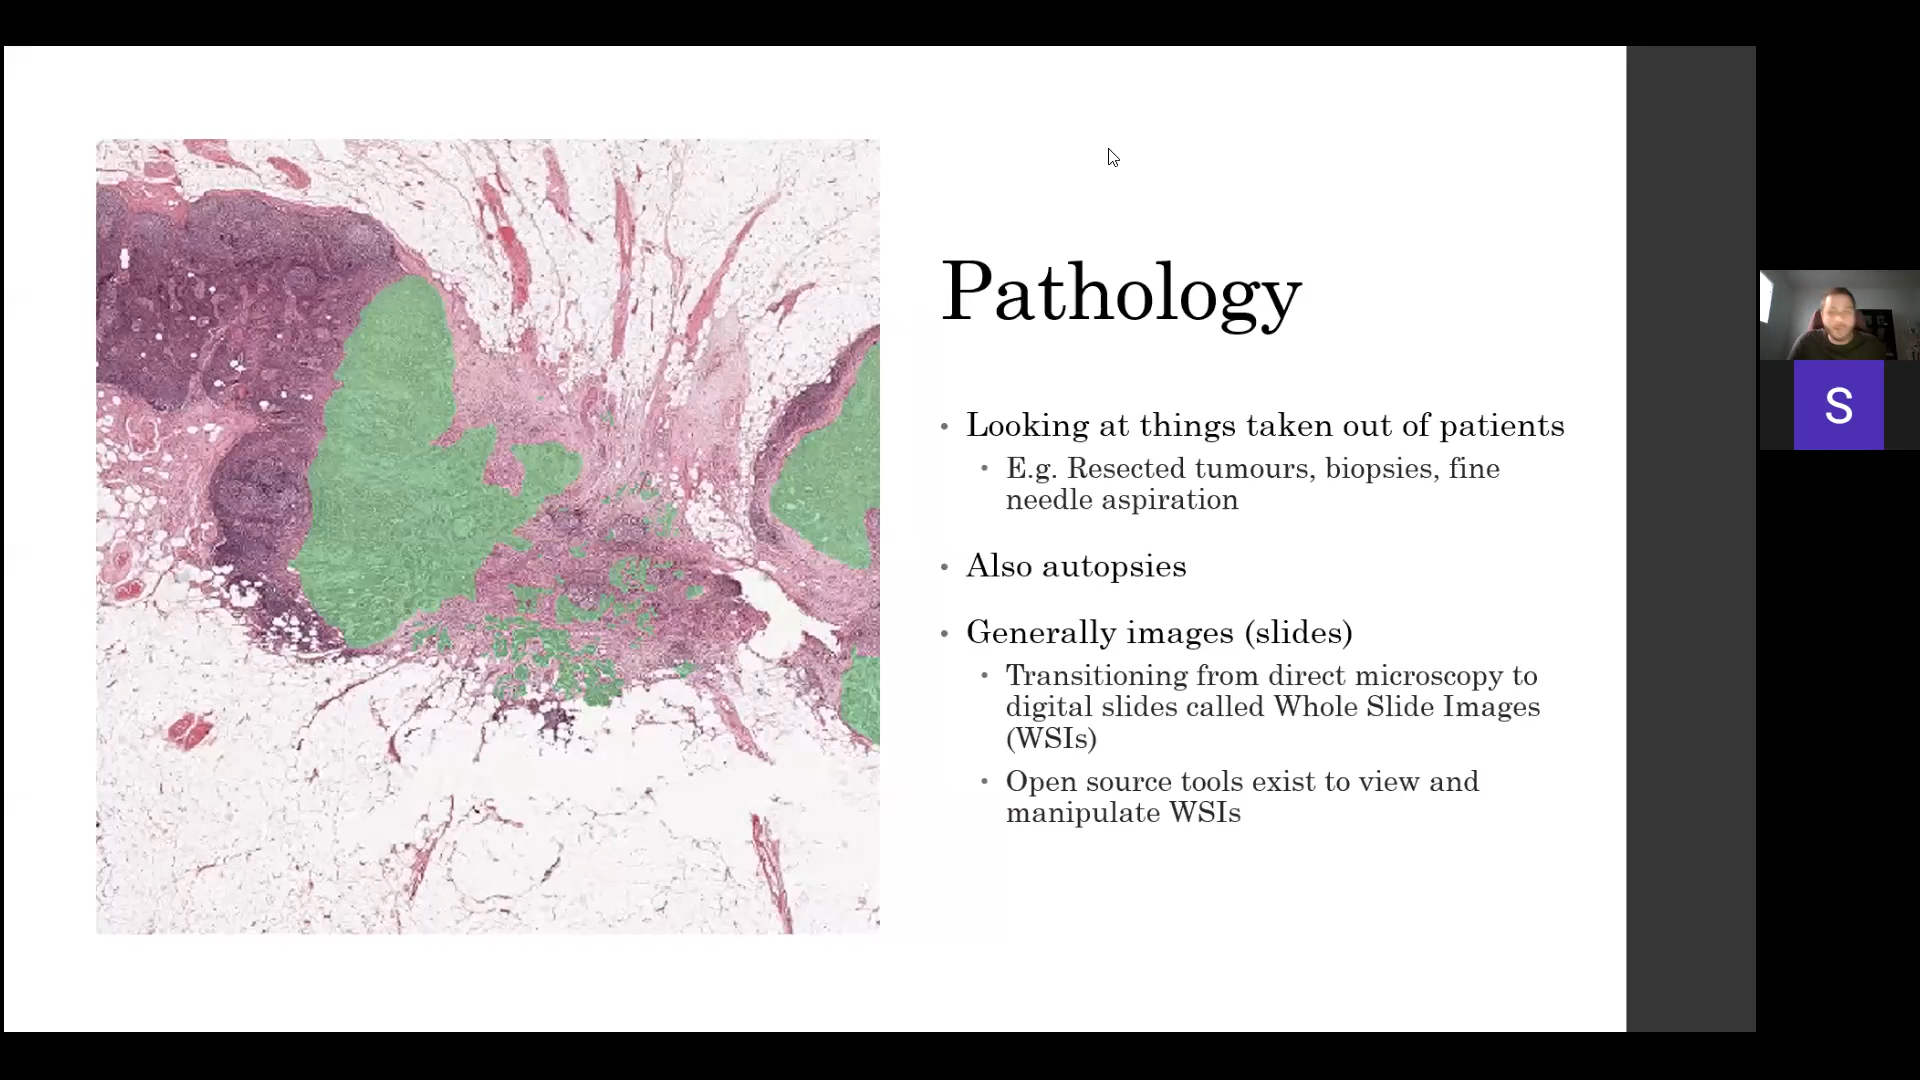 Pathology
• Looking at things taken out of patients
• E.g. Resected tumours, biopsies, fine
needle aspiration
• Also autopsies
• Generally images (slides)
• Transitioning from direct microscopy to
digital slides called Whole Slide Images
(WSIs)
• Open source tools exist to view and
manipulate WSIs
S